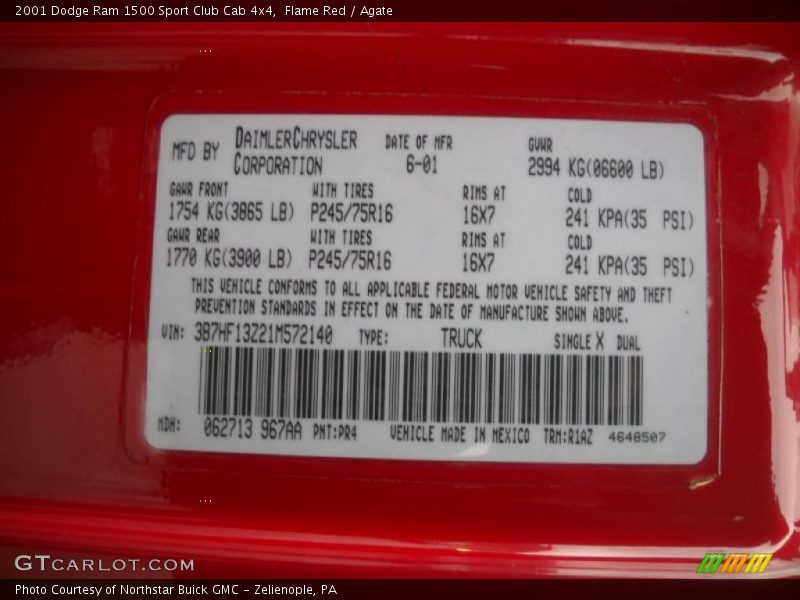 2001 Dodge Ram 1500 Sport Club Cab 4x4,  Flame Red / Agate
MFD BY DAIMLERCHRYSLER CORPORATION DATE OF MFR 6-01 GVWR 2994 KG(06600 LB)
GAWR FRONT WITH TIRES RIMS AT COLD
1754 KG(3865 LB) P245/75R16 16X7 241 KPA(35 PSI)
GAWR REAR WITH TIRES RIMS AT COLD
1770 KG(3900 LB) P245/75R16 16X7 241 KPA(35 PSI)
THIS VEHICLE CONFORMS TO ALL APPLICABLE FEDERAL MOTOR VEHICLE SAFETY AND THEFT
PREVENTION STANDARDS IN EFFECT ON THE DATE OF MANUFACTURE SHOWN ABOVE.
VIN: 3B7HF13Z21M572140 TYPE: TRUCK SINGLE X DUAL
MDH: 062713 967AA PNT:PR4 VEHICLE MADE IN MEXICO TRM:R1AZ 4648507
GTCARLOT.COM
Photo Courtesy of Northstar Buick GMC - Zelienople, PA